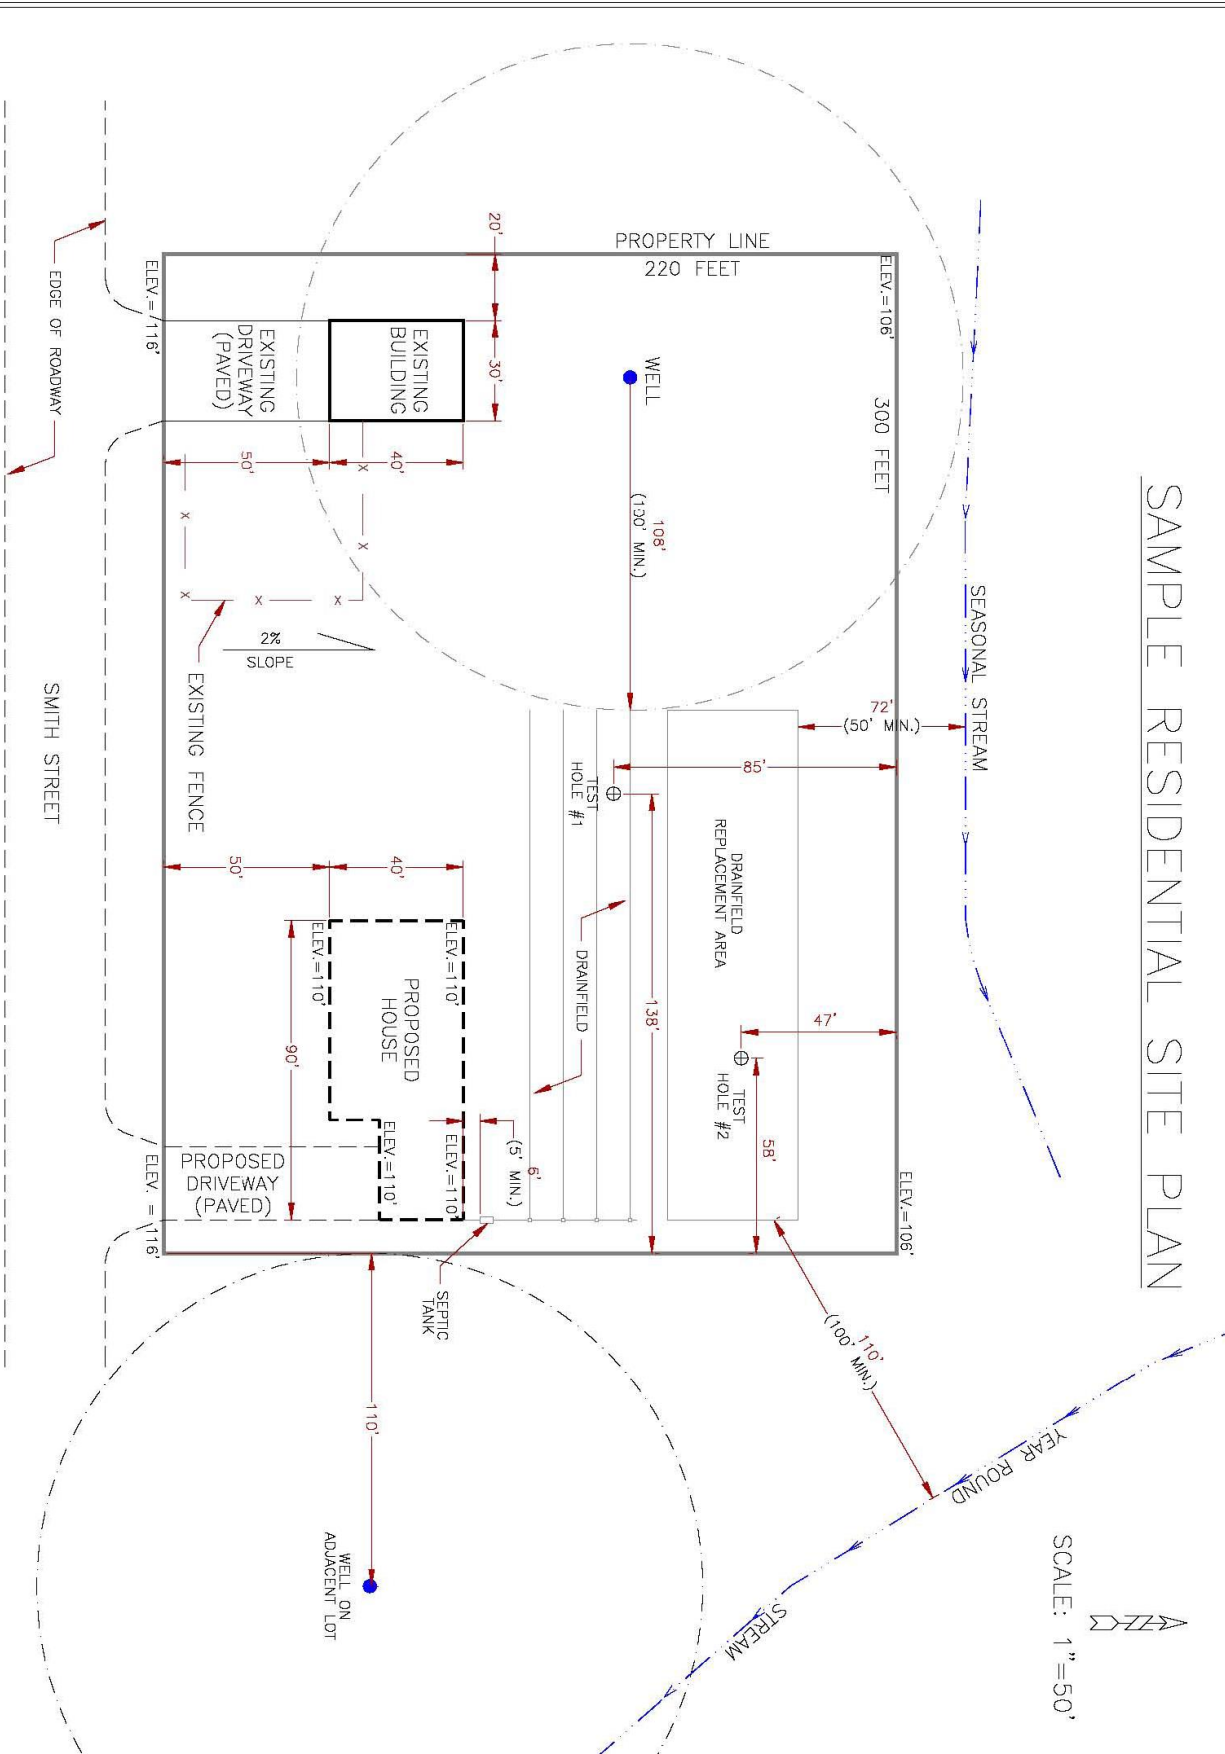 SAMPLE RESIDENTIAL SITE PLAN
SCALE: 1"=50'
N
SEASONAL STREAM
YEAR ROUND
STREAM
PROPERTY LINE
220 FEET
300 FEET
ELEV.=106'
ELEV.=106'
ELEV.=116'
ELEV. = 116'
WELL
108'
(100' MIN.)
72'
(50' MIN.)
85'
47'
138'
58'
110'
(100' MIN.)
TEST
HOLE #1
TEST
HOLE #2
DRAINFIELD
REPLACEMENT AREA
DRAINFIELD
20'
30'
EXISTING
BUILDING
EXISTING
DRIVEWAY
(PAVED)
40'
50'
X
X
X
X
X
X
2%
SLOPE
EXISTING FENCE
40'
50'
ELEV.=110'
ELEV.=110'
PROPOSED
HOUSE
90'
ELEV.=110'
ELEV.=110'
6'
(5' MIN.)
PROPOSED
DRIVEWAY
(PAVED)
SEPTIC
TANK
110'
WELL ON
ADJACENT LOT
EDGE OF ROADWAY
SMITH STREET